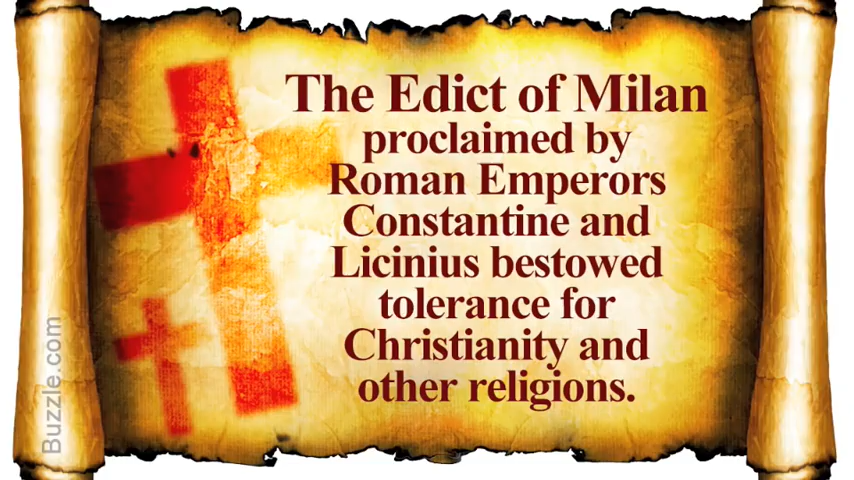 The Edict of Milan
proclaimed by
Roman Emperors
Constantine and
Licinius bestowed
tolerance for
Christianity and
other religions.
Buzzle.com